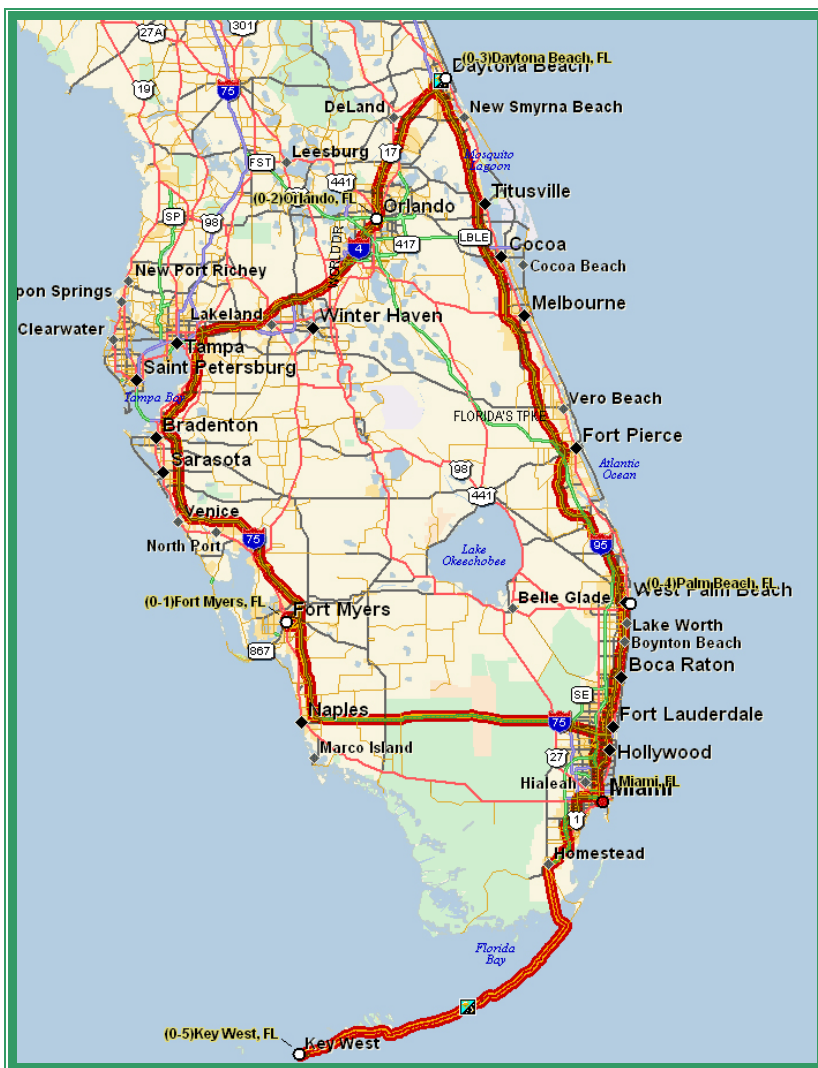 27A
301
(0-3)Daytona Beach, FL
Daytona Beach
19
75
DeLand
New Smyrna Beach
17
Mosquito
Lagoon
FST
Leesburg
441
Titusville
(0-2)Orlando, FL
Orlando
SP
98
4
417
LBLE
Cocoa
Cocoa Beach
New Port Richey
pon Springs
Melbourne
Lakeland
Clearwater
Winter Haven
Tampa
Saint Petersburg
Tampa Bay
Vero Beach
FLORIDA'S TPKE
Bradenton
Fort Pierce
Sarasota
98
Atlantic
Ocean
441
Venice
North Port
75
95
Lake
Okeechobee
(0-4)Palm Beach, FL
West Palm Beach
(0-1)Fort Myers, FL
Fort Myers
Belle Glade
Lake Worth
Boynton Beach
867
Boca Raton
SE
Naples
75
Fort Lauderdale
Marco Island
27
Hollywood
Hialeah
Miami, FL
Miami
1
Homestead
Florida
Bay
(0-5)Key West, FL
Key West